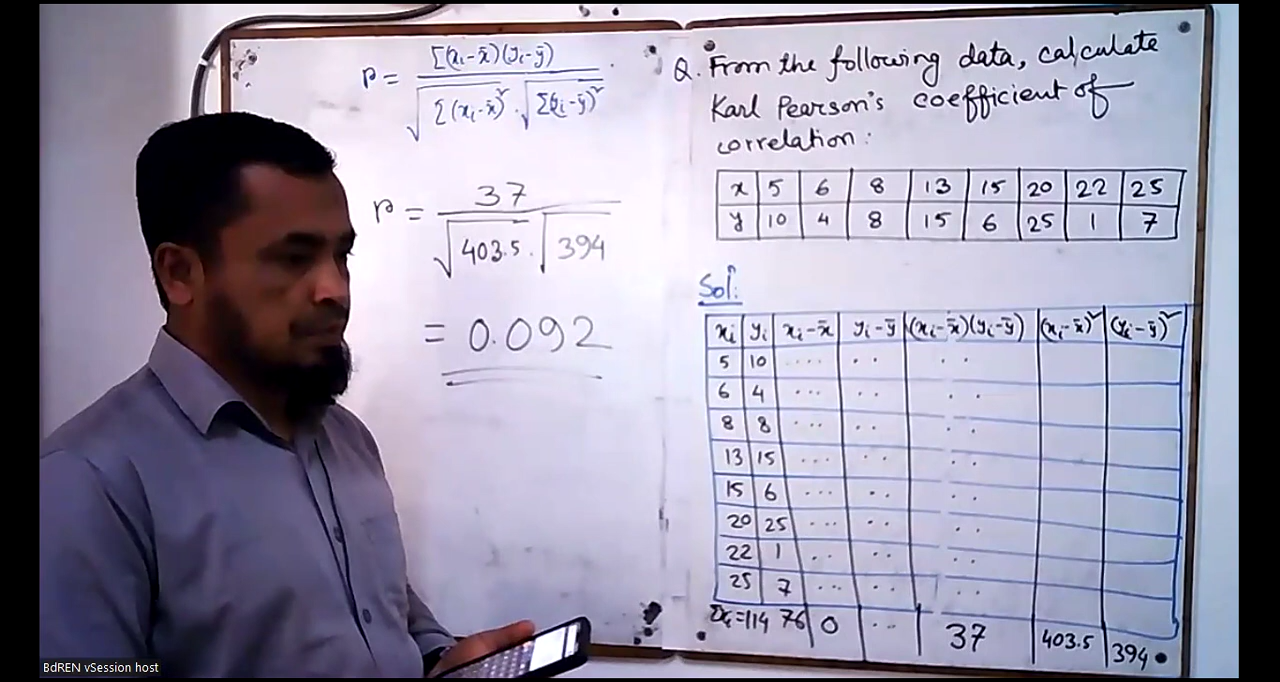 r = Σ(xi-x̄)(yi-ȳ) / √Σ(xi-x̄)² . √Σ(yi-ȳ)²
r = 37 / √403.5 . √394
= 0.092
Q. From the following data, calculate
Karl Pearson's coefficient of
correlation:
x 5 6 8 13 15 20 22 25
y 10 4 8 15 6 25 1 7
Sol:
xi yi xi-x̄ yi-ȳ (xi-x̄)(yi-ȳ) (xi-x̄)² (yi-ȳ)²
5 10 .... .. ..
6 4 ... .. ..
8 8 ... .. ..
13 15 .... .. ..
15 6 ... .. ..
20 25 ... .. ..
22 1 .. .. ..
25 7 ... .. ..
Σxi=114 76 0 ... 37 403.5 394
BdREN vSession host